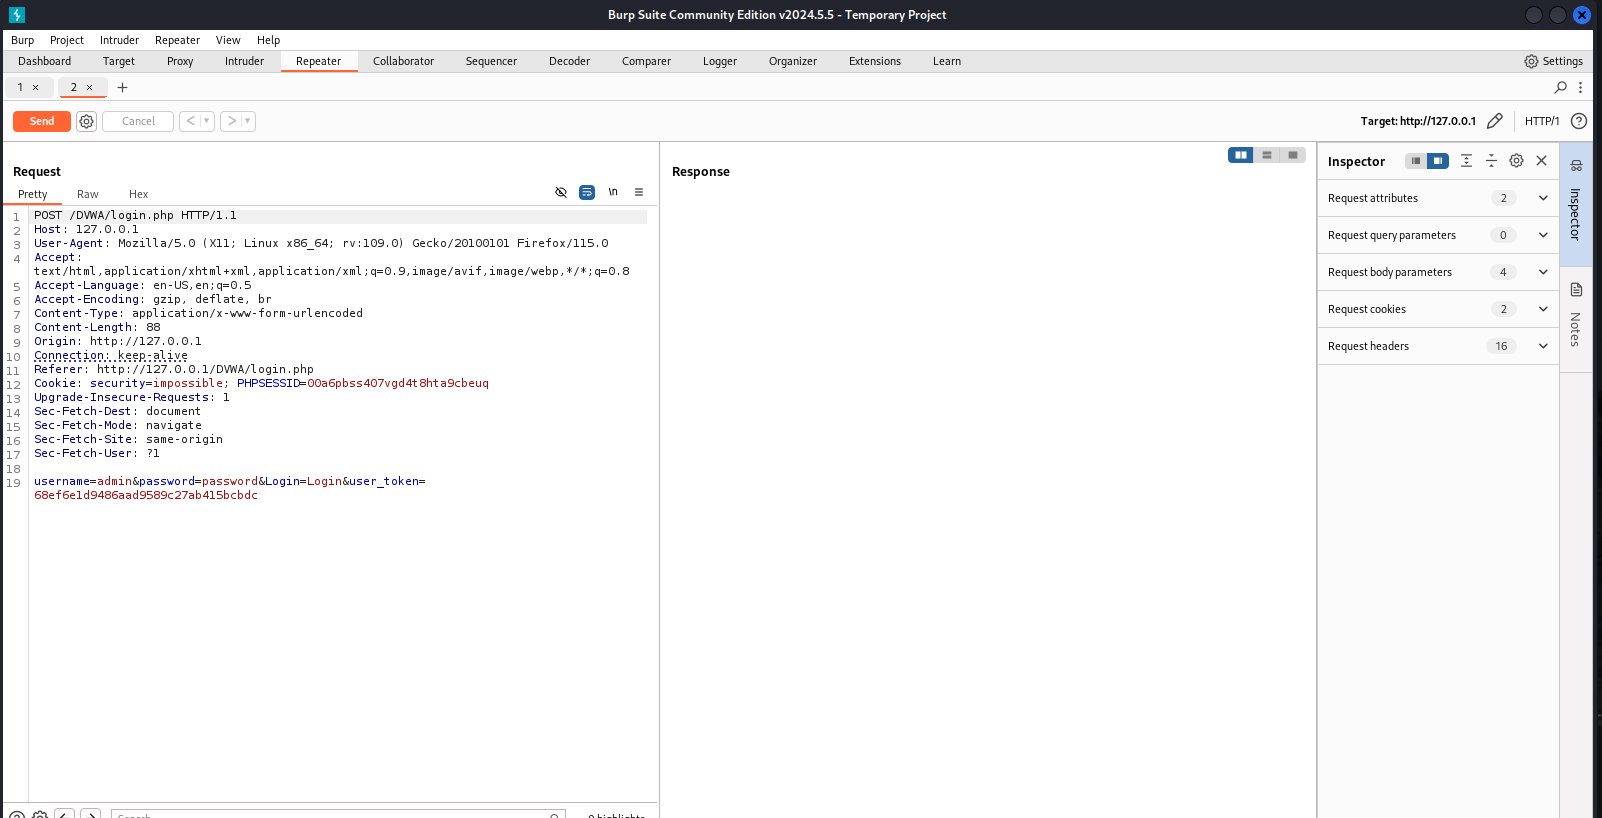 Burp Suite Community Edition v2024.5.5 - Temporary Project
Burp Project Intruder Repeater View Help
Dashboard Target Proxy Intruder Repeater Collaborator Sequencer Decoder Comparer Logger Organizer Extensions Learn Settings
1 × 2 × +
Send Cancel < > Target: http://127.0.0.1 HTTP/1 ?
Request
Pretty Raw Hex \n
1 POST /DVWA/login.php HTTP/1.1
2 Host: 127.0.0.1
3 User-Agent: Mozilla/5.0 (X11; Linux x86_64; rv:109.0) Gecko/20100101 Firefox/115.0
4 Accept:
text/html,application/xhtml+xml,application/xml;q=0.9,image/avif,image/webp,*/*;q=0.8
5 Accept-Language: en-US,en;q=0.5
6 Accept-Encoding: gzip, deflate, br
7 Content-Type: application/x-www-form-urlencoded
8 Content-Length: 88
9 Origin: http://127.0.0.1
10 Connection: keep-alive
11 Referer: http://127.0.0.1/DVWA/login.php
12 Cookie: security=impossible; PHPSESSID=00a6pbss407vgd4t8hta9cbeuq
13 Upgrade-Insecure-Requests: 1
14 Sec-Fetch-Dest: document
15 Sec-Fetch-Mode: navigate
16 Sec-Fetch-Site: same-origin
17 Sec-Fetch-User: ?1
18
19 username=admin&password=password&Login=Login&user_token=
68ef6e1d9486aad9589c27ab415bcbdc
Search 0 highlights
Response
Inspector
Request attributes 2
Request query parameters 0
Request body parameters 4
Request cookies 2
Request headers 16
Inspector
Notes